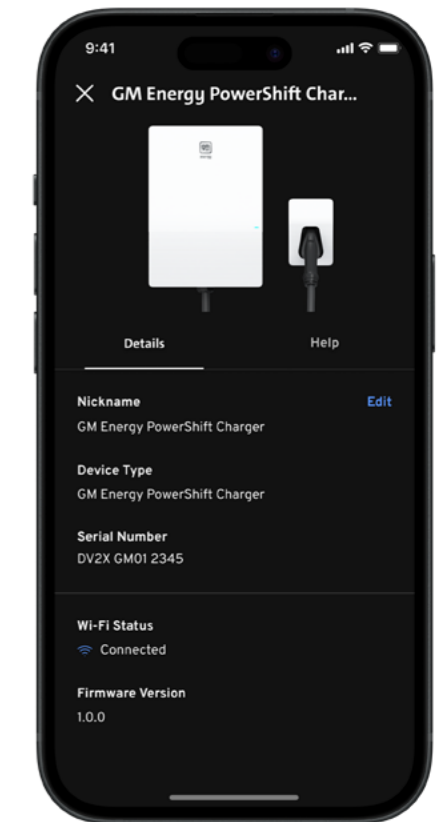 9:41
GM Energy PowerShift Char...
Details
Help
Nickname
Edit
GM Energy PowerShift Charger
Device Type
GM Energy PowerShift Charger
Serial Number
DV2X GM01 2345
Wi-Fi Status
Connected
Firmware Version
1.0.0